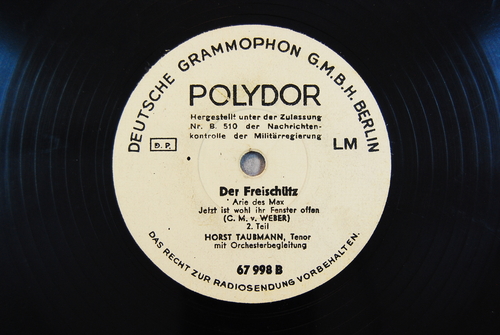 DEUTSCHE GRAMMOPHON G.M.B.H. BERLIN
POLYDOR
Hergestellt unter der Zulassung
Nr. B. 510 der Nachrichten-
kontrolle der Militärregierung
D. P. LM
Der Freischütz
Arie des Max
Jetzt ist wohl ihr Fenster offen
(C. M. v. WEBER)
2. Teil
HORST TAUBMANN, Tenor
mit Orchesterbegleitung
67 998 B
DAS RECHT ZUR RADIOSENDUNG VORBEHALTEN.